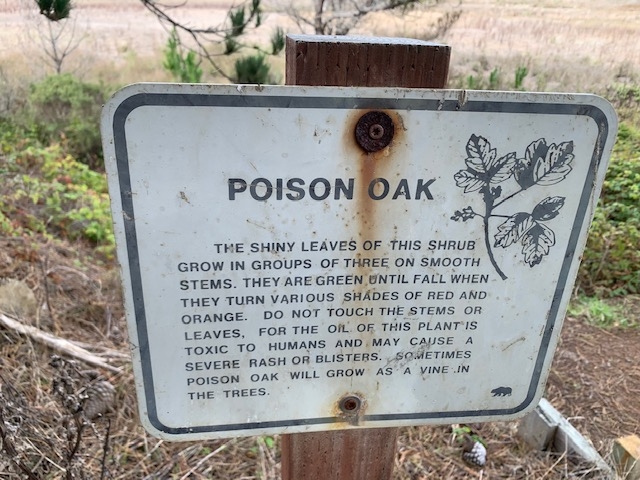 POISON OAK
THE SHINY LEAVES OF THIS SHRUB
GROW IN GROUPS OF THREE ON SMOOTH
STEMS. THEY ARE GREEN UNTIL FALL WHEN
THEY TURN VARIOUS SHADES OF RED AND
ORANGE. DO NOT TOUCH THE STEMS OR
LEAVES, FOR THE OIL OF THIS PLANT IS
TOXIC TO HUMANS AND MAY CAUSE A
SEVERE RASH OR BLISTERS. SOMETIMES
POISON OAK WILL GROW AS A VINE IN
THE TREES.